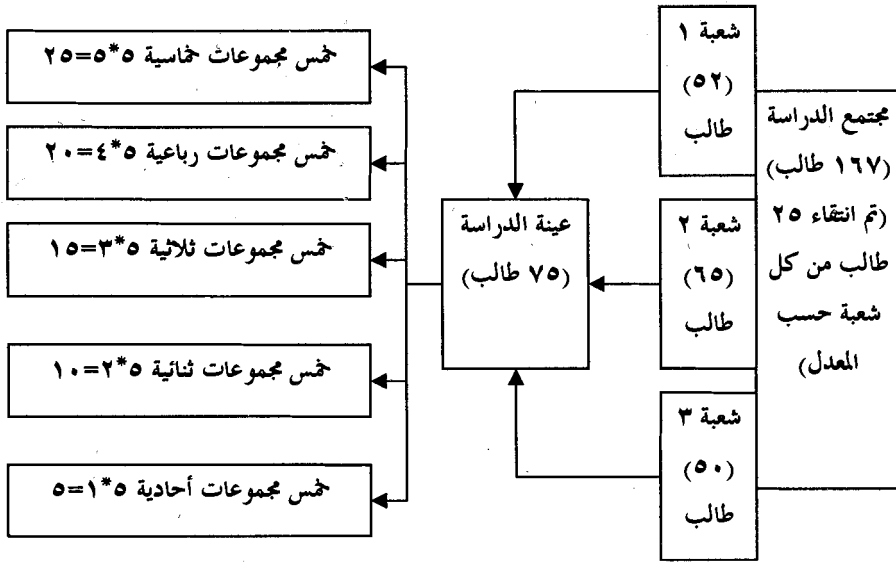 مجتمع الدراسة
(١٦٧ طالب)
(تم انتقاء ٢٥
طالب من كل
شعبة حسب
المعدل)
شعبة ١
(٥٢)
طالب
شعبة ٢
(٦٥)
طالب
شعبة ٣
(٥٠)
طالب
عينة الدراسة
(٧٥ طالب)
خمس مجموعات خماسية ٥*٥=٢٥
خمس مجموعات رباعية ٥*٤=٢٠
خمس مجموعات ثلاثية ٥*٣=١٥
خمس مجموعات ثنائية ٥*٢=١٠
خمس مجموعات أحادية ٥*١=٥